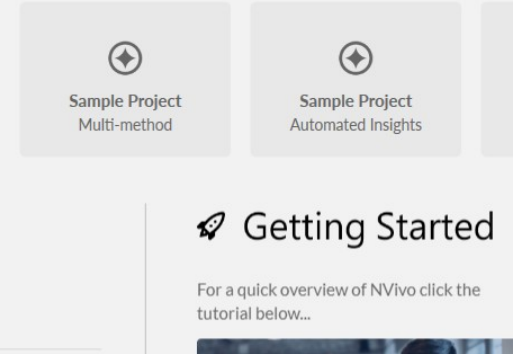 Sample Project
Multi-method
Sample Project
Automated Insights
Getting Started
For a quick overview of NVivo click the
tutorial below...